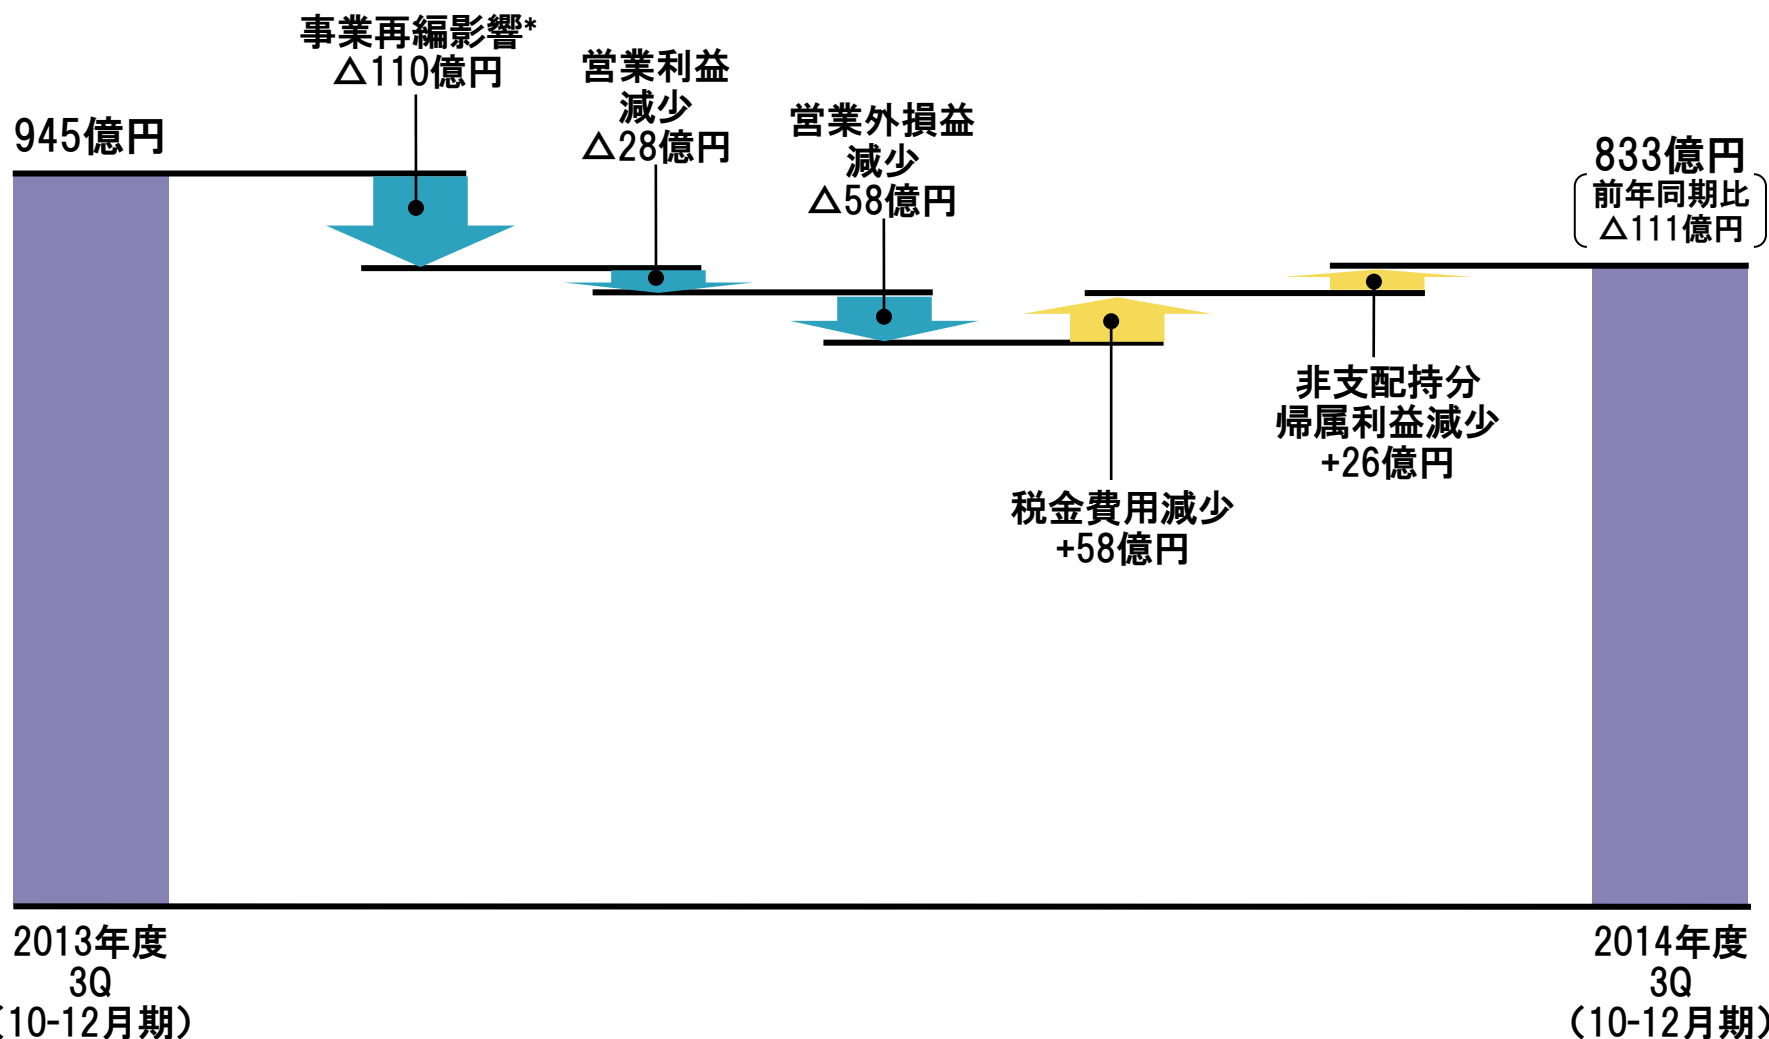 事業再編影響*
△110億円
営業利益
減少
△28億円
営業外損益
減少
△58億円
945億円
833億円
前年同期比
△111億円
非支配持分
帰属利益減少
+26億円
税金費用減少
+58億円
2013年度
3Q
(10-12月期)
2014年度
3Q
(10-12月期)